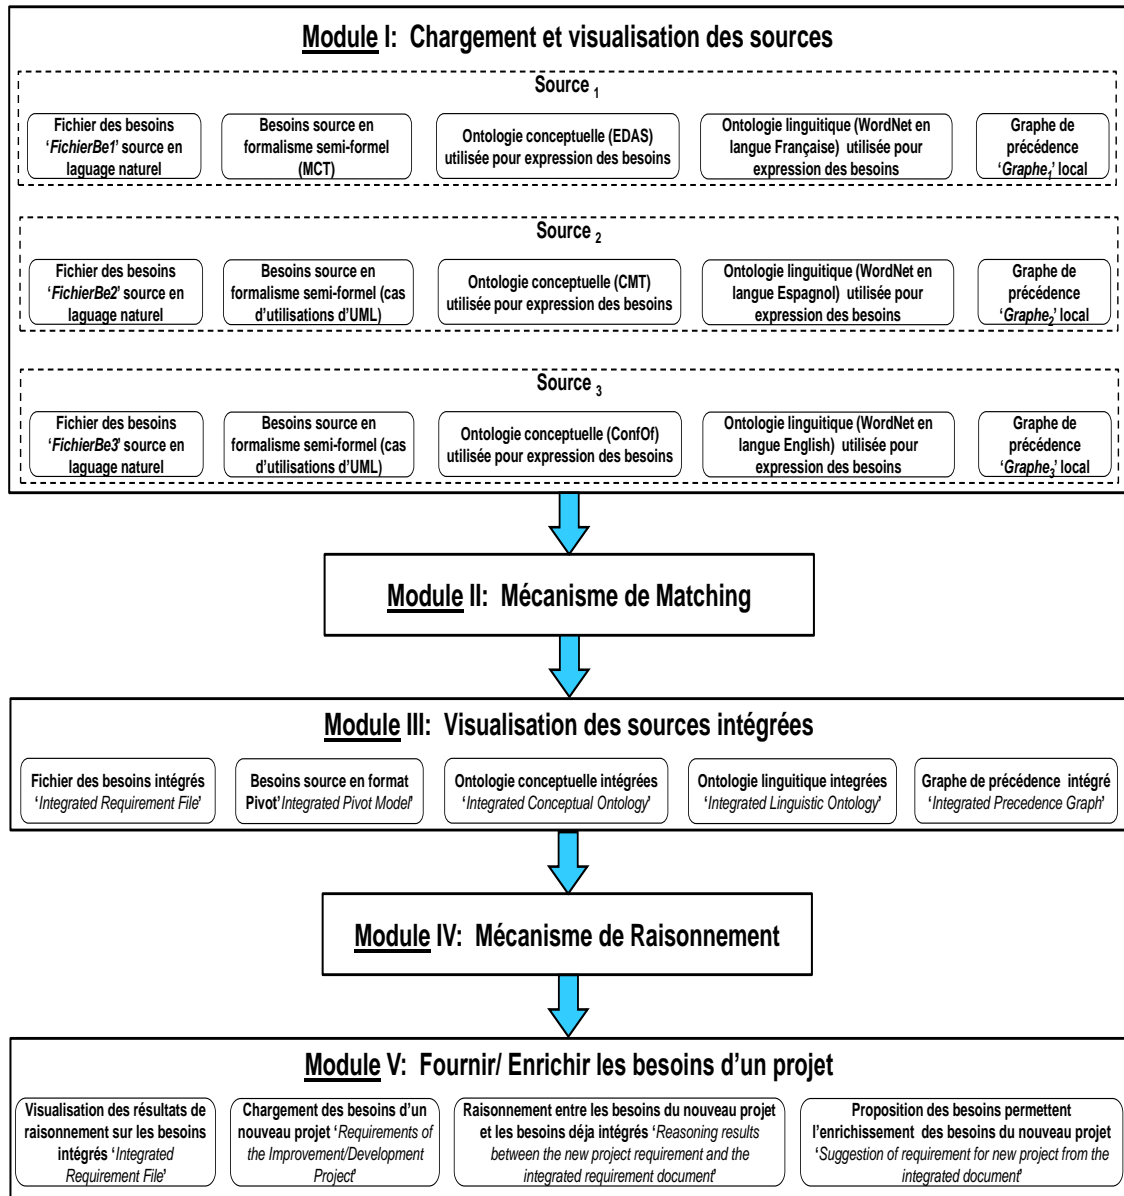 Module I: Chargement et visualisation des sources
Source 1
Fichier des besoins
‘FichierBe1’ source en
laguage naturel
Besoins source en
formalisme semi-formel
(MCT)
Ontologie conceptuelle (EDAS)
utilisée pour expression des besoins
Ontologie linguitique (WordNet en
langue Française) utilisée pour
expression des besoins
Graphe de
précédence
‘Graphe1’ local
Source 2
Fichier des besoins
‘FichierBe2’ source en
laguage naturel
Besoins source en
formalisme semi-formel (cas
d’utilisations d’UML)
Ontologie conceptuelle (CMT)
utilisée pour expression des besoins
Ontologie linguitique (WordNet en
langue Espagnol) utilisée pour
expression des besoins
Graphe de
précédence
‘Graphe2’ local
Source 3
Fichier des besoins
‘FichierBe3’ source en
laguage naturel
Besoins source en
formalisme semi-formel (cas
d’utilisations d’UML)
Ontologie conceptuelle (ConfOf)
utilisée pour expression des besoins
Ontologie linguitique (WordNet en
langue English) utilisée pour
expression des besoins
Graphe de
précédence
‘Graphe3’ local
Module II: Mécanisme de Matching
Module III: Visualisation des sources intégrées
Fichier des besoins intégrés
‘Integrated Requirement File’
Besoins source en format
Pivot’Integrated Pivot Model’
Ontologie conceptuelle intégrées
‘Integrated Conceptual Ontology’
Ontologie linguitique integrées
‘Integrated Linguistic Ontology’
Graphe de précédence intégré
‘Integrated Precedence Graph’
Module IV: Mécanisme de Raisonnement
Module V: Fournir/ Enrichir les besoins d’un projet
Visualisation des résultats de
raisonnement sur les besoins
intégrés ‘Integrated
Requirement File’
Chargement des besoins d’un
nouveau projet ‘Requirements of
the Improvement/Development
Project’
Raisonnement entre les besoins du nouveau projet
et les besoins déja intégrés ‘Reasoning results
between the new project requirement and the
integrated requirement document’
Proposition des besoins permettent
l’enrichissement des besoins du nouveau projet
‘Suggestion of requirement for new project from the
integrated document’